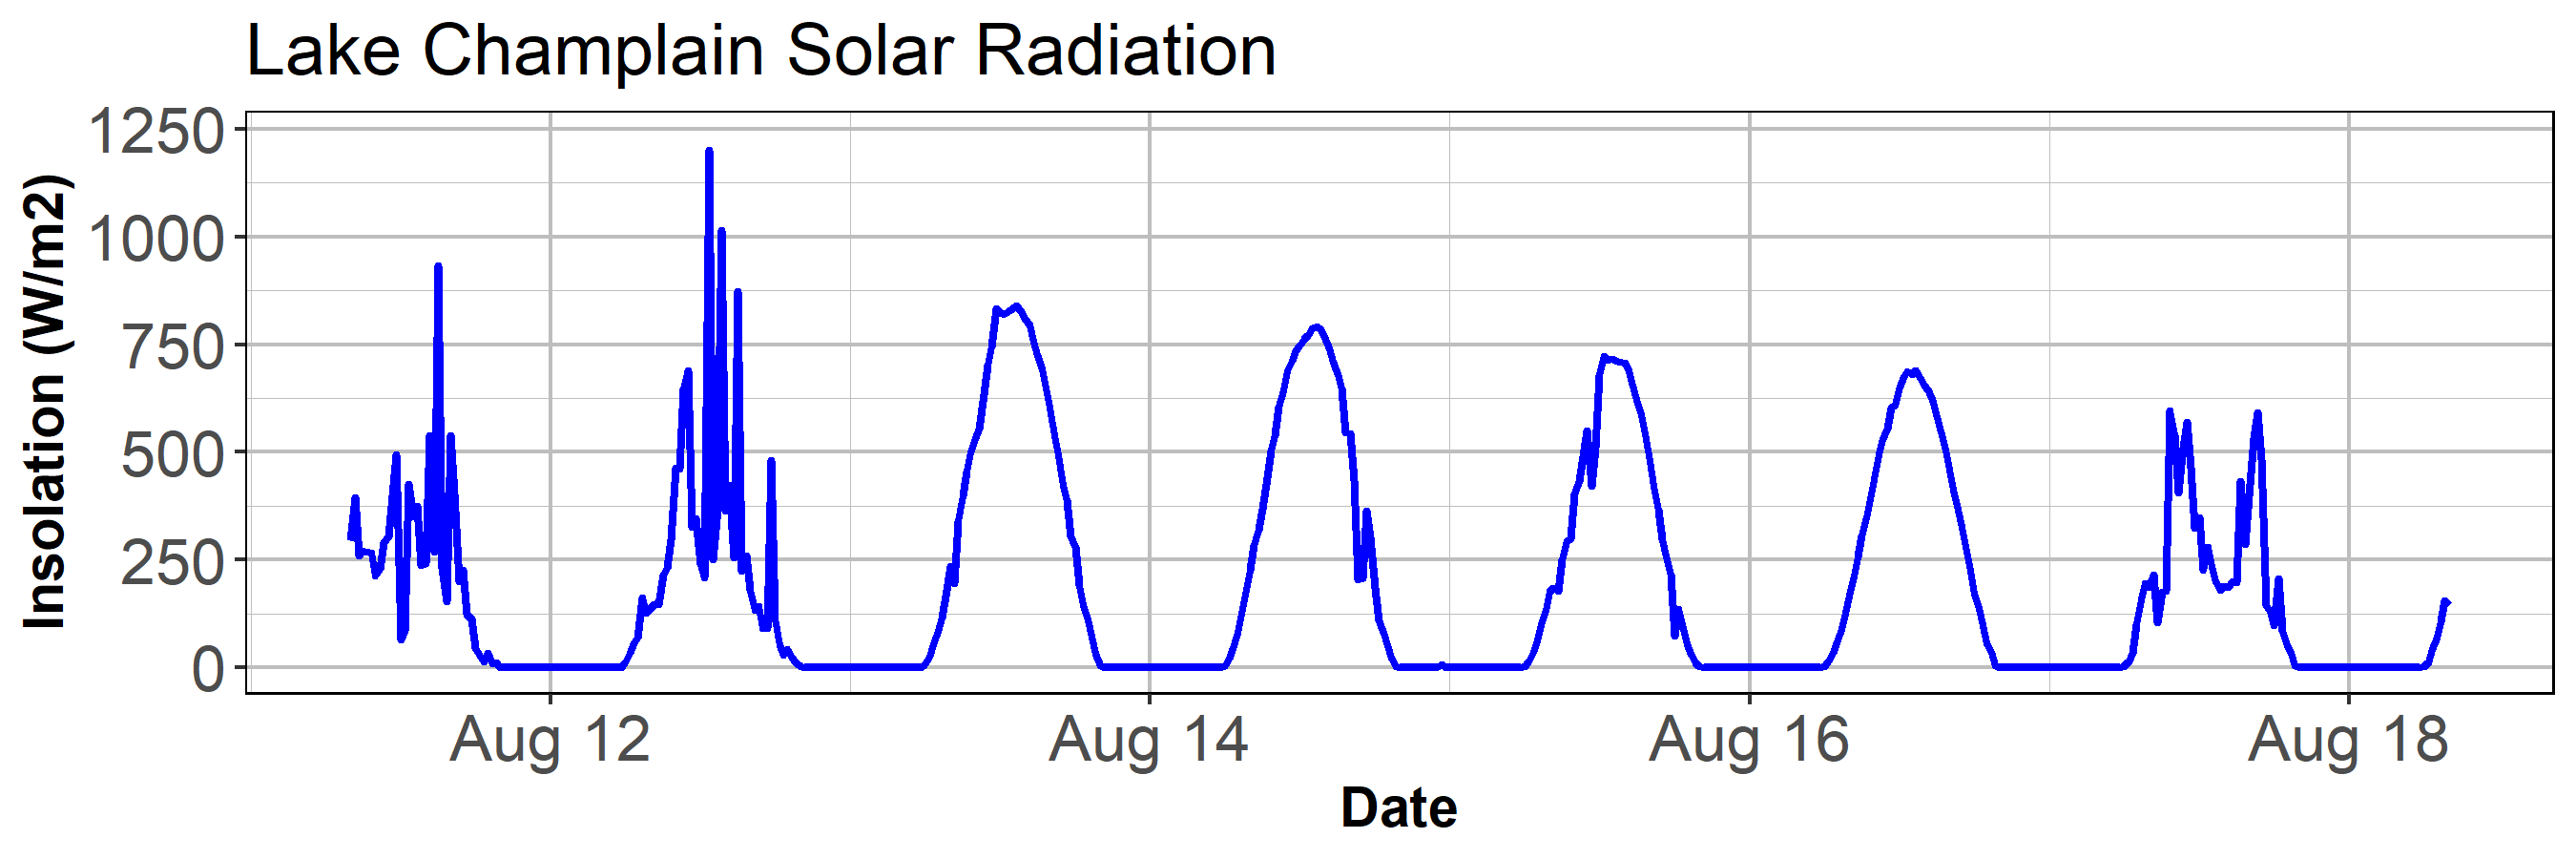 Lake Champlain Solar Radiation
Insolation (W/m2)
1250
1000
750
500
250
0
Aug 12 Aug 14 Aug 16 Aug 18
Date